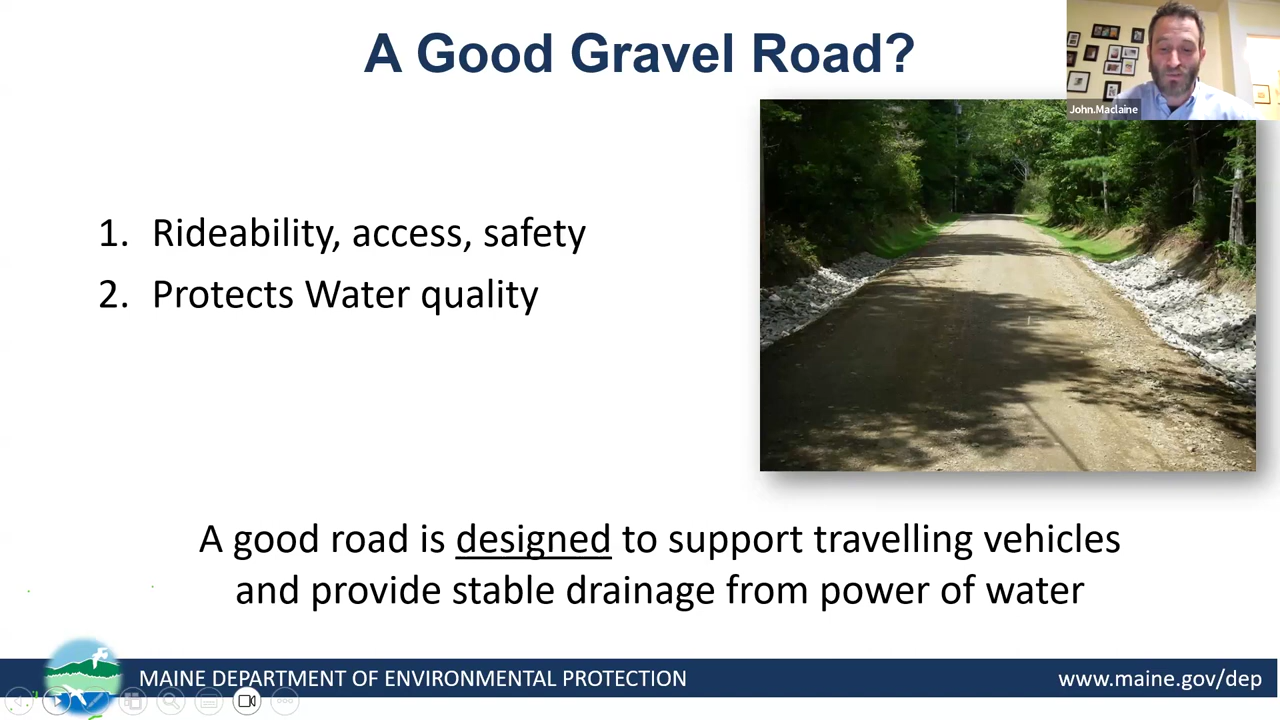 A Good Gravel Road?
John.Maclaine
1. Rideability, access, safety
2. Protects Water quality
A good road is designed to support travelling vehicles
and provide stable drainage from power of water
MAINE DEPARTMENT OF ENVIRONMENTAL PROTECTION
www.maine.gov/dep